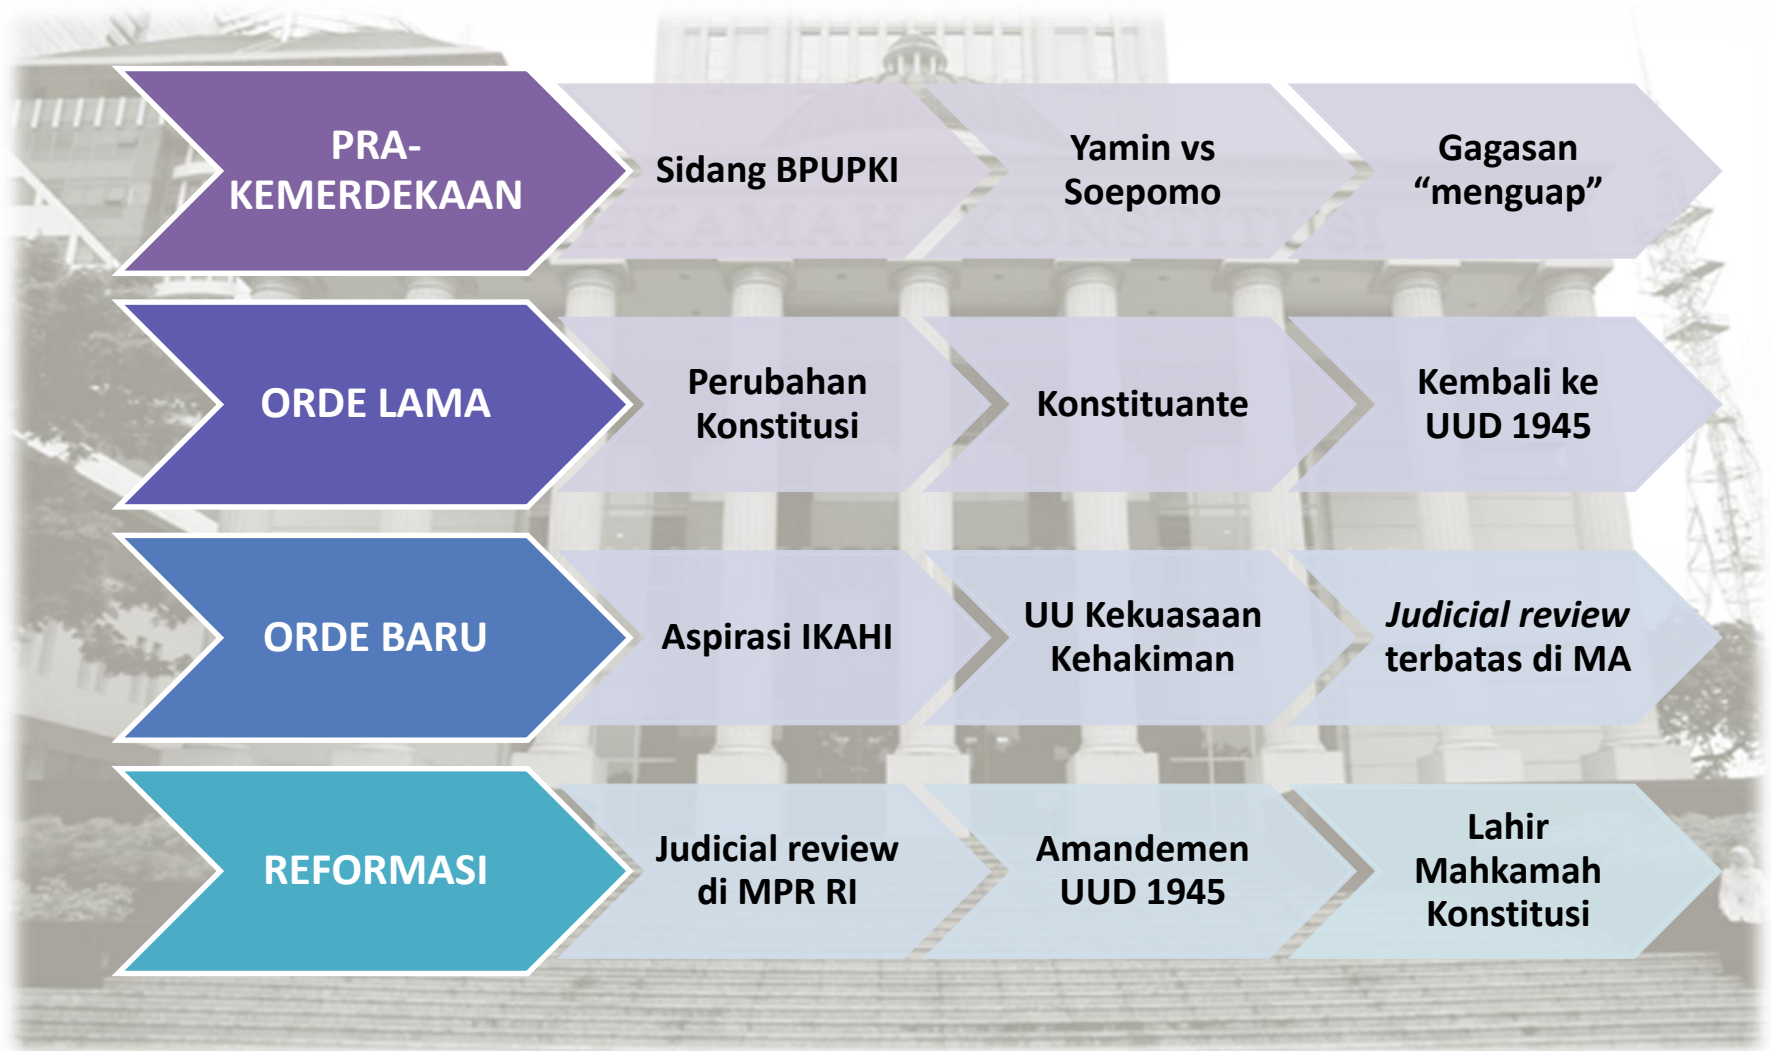 PRA-
KEMERDEKAAN
Sidang BPUPKI
Yamin vs
Soepomo
Gagasan
“menguap”
MAHKAMAH KONSTITUSI
ORDE LAMA
Perubahan
Konstitusi
Konstituante
Kembali ke
UUD 1945
ORDE BARU
Aspirasi IKAHI
UU Kekuasaan
Kehakiman
Judicial review
terbatas di MA
REFORMASI
Judicial review
di MPR RI
Amandemen
UUD 1945
Lahir
Mahkamah
Konstitusi